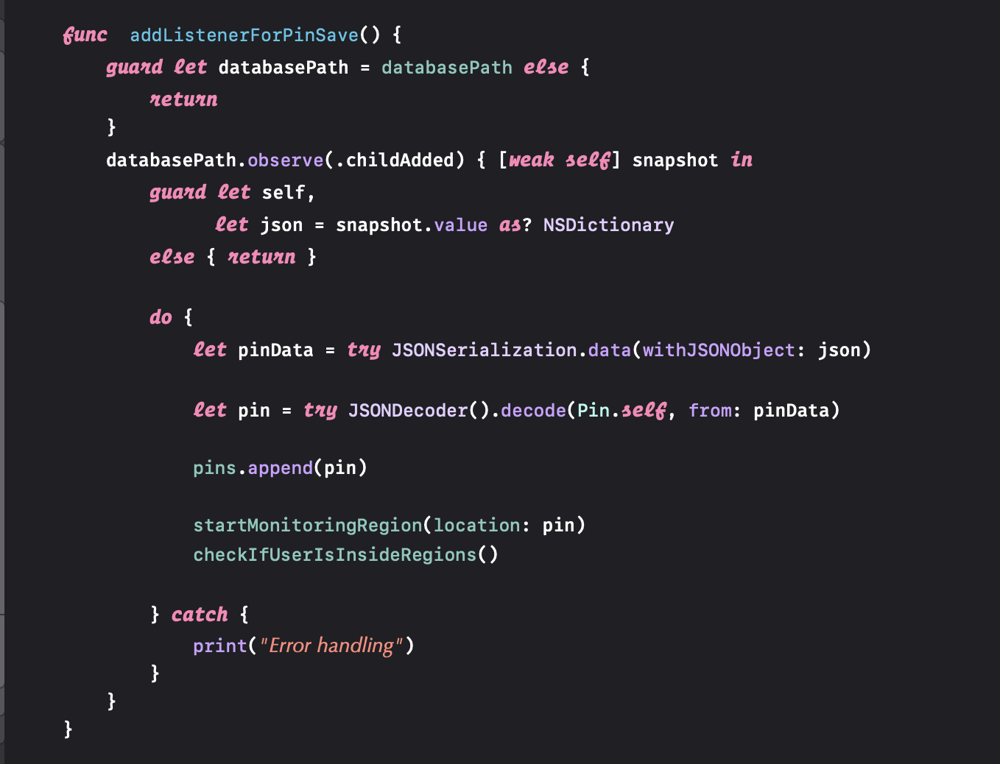 func  addListenerForPinSave() {
    guard let databasePath = databasePath else {
        return
    }
    databasePath.observe(.childAdded) { [weak self] snapshot in
        guard let self,
              let json = snapshot.value as? NSDictionary
        else { return }

        do {
            let pinData = try JSONSerialization.data(withJSONObject: json)

            let pin = try JSONDecoder().decode(Pin.self, from: pinData)

            pins.append(pin)

            startMonitoringRegion(location: pin)
            checkIfUserIsInsideRegions()

        } catch {
            print("Error handling")
        }
    }
}